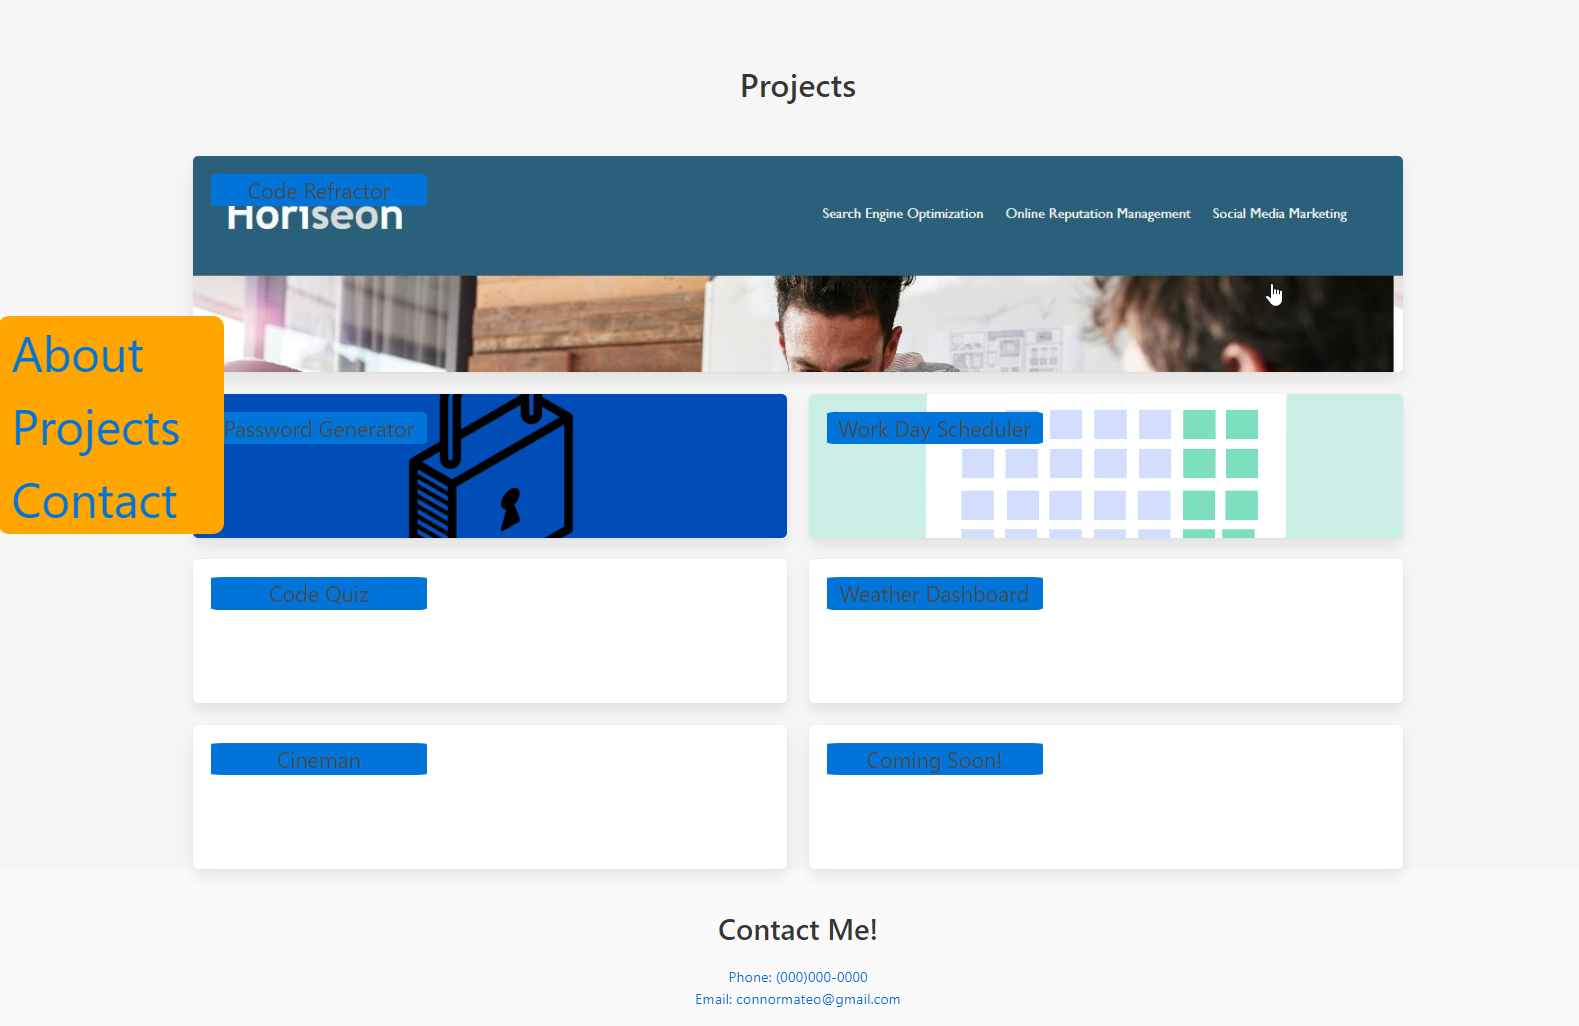 Projects
Code Refractor
Horiseon
Search Engine Optimization Online Reputation Management Social Media Marketing
About
Projects
Contact
Password Generator
Work Day Scheduler
Code Quiz
Weather Dashboard
Cineman
Coming Soon!
Contact Me!
Phone: (000)000-0000
Email: connormateo@gmail.com